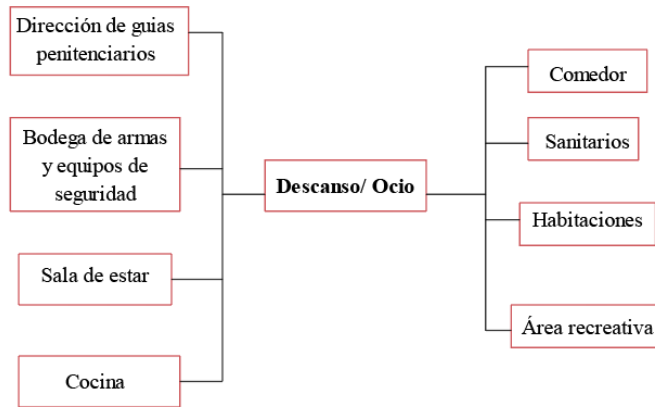 Dirección de guias
penitenciarios
Bodega de armas
y equipos de
seguridad
Sala de estar
Cocina
Descanso/ Ocio
Comedor
Sanitarios
Habitaciones
Área recreativa